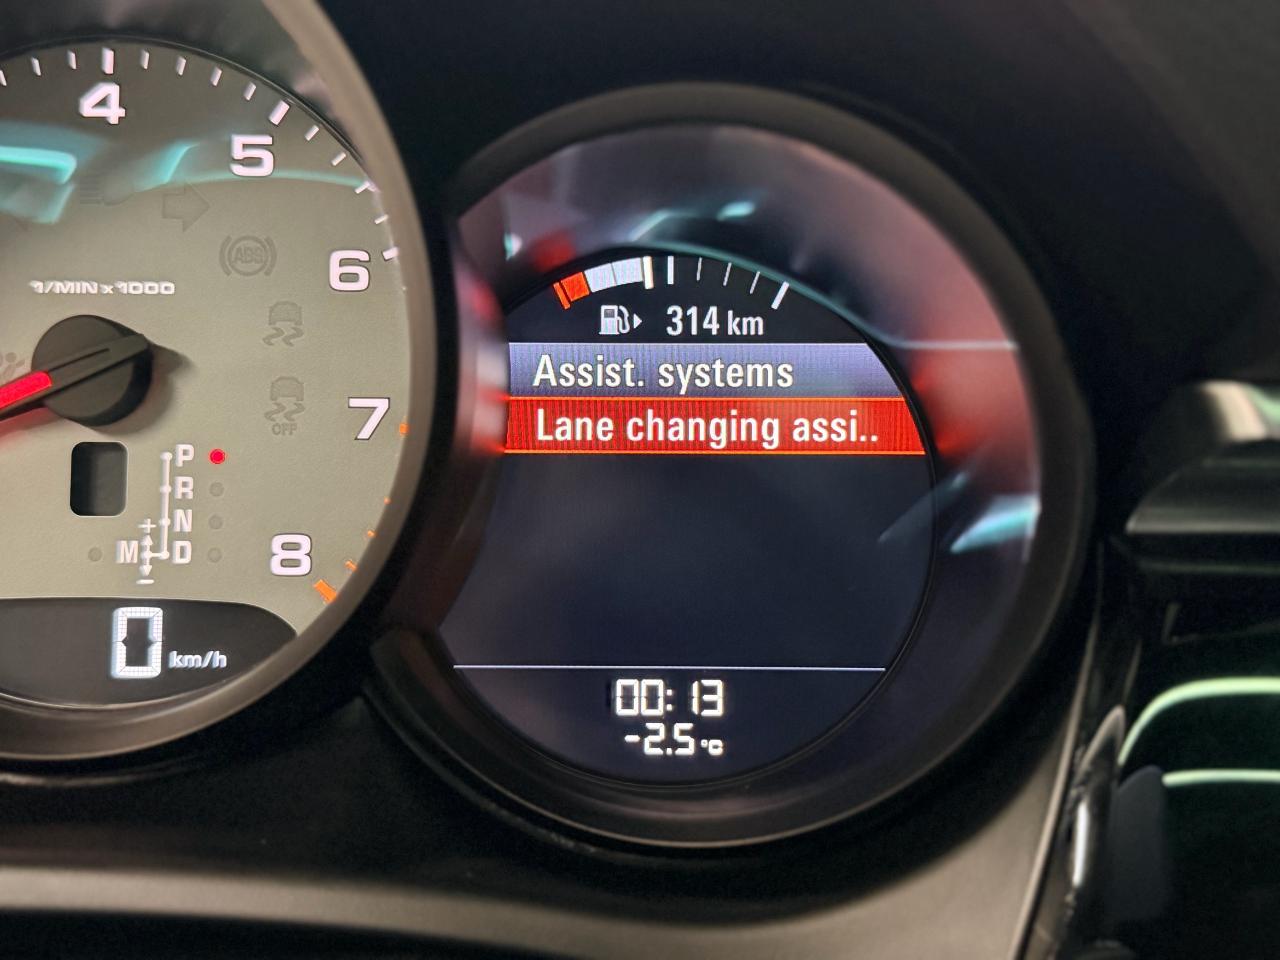 4
5
6
7
8
1/MIN x 1000
ABS
OFF
P
R
+
N
M D
-
0 km/h
314 km
Assist. systems
Lane changing assi..
00:13
-2.5 °C